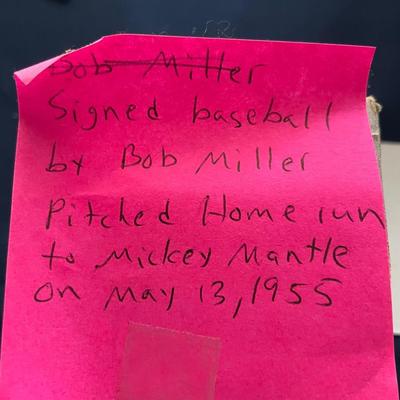 Bob Miller
Signed baseball
by Bob Miller
Pitched Home run
to Mickey Mantle
on May 13, 1955